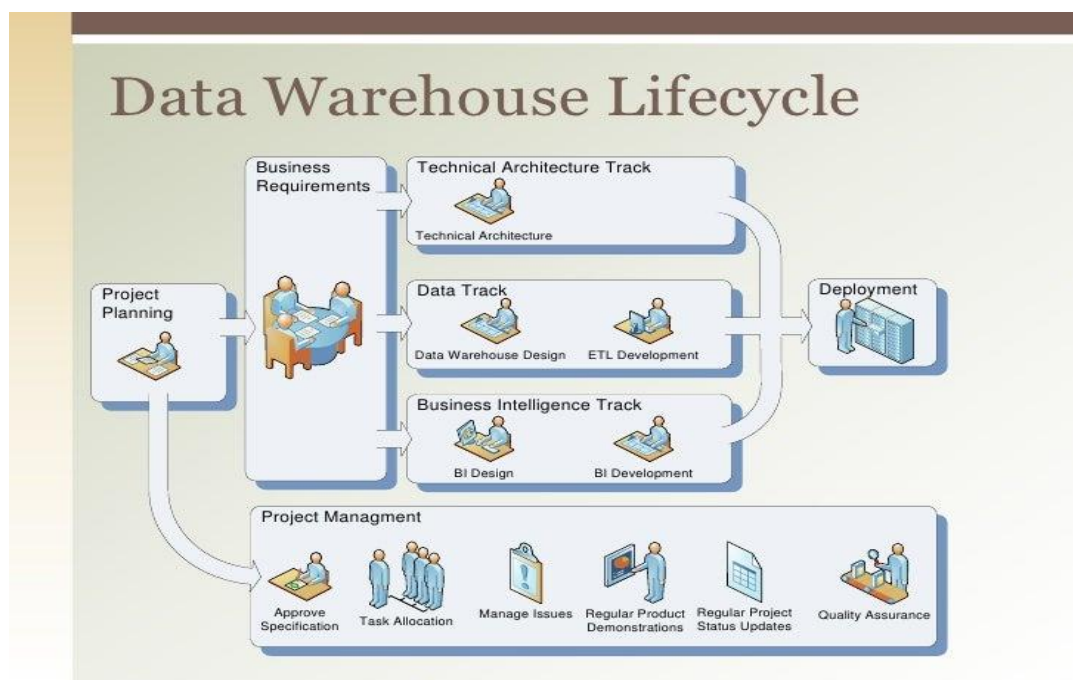 Data Warehouse Lifecycle
Business
Requirements
Technical Architecture Track
Technical Architecture
Project
Planning
Data Track
Data Warehouse Design
ETL Development
Deployment
Business Intelligence Track
BI Design
BI Development
Project Managment
Approve
Specification
Task Allocation
Manage Issues
Regular Product
Demonstrations
Regular Project
Status Updates
Quality Assurance